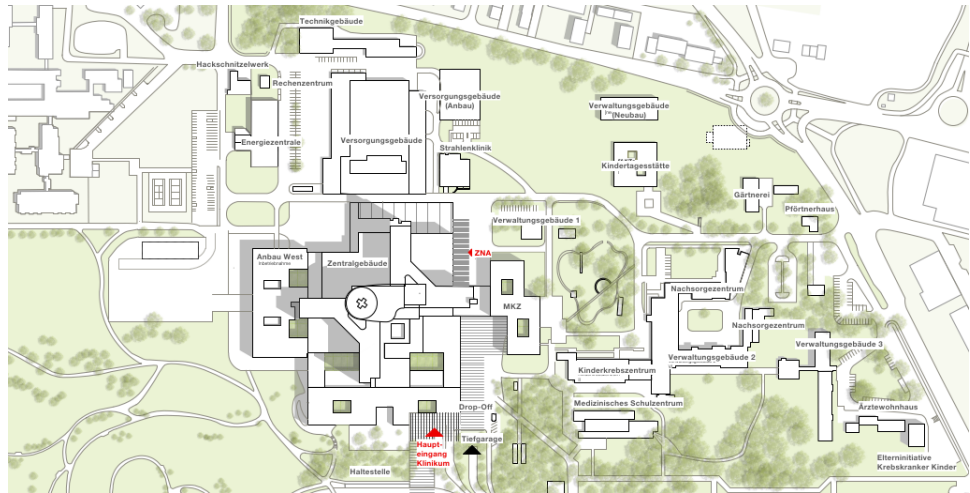 Technikgebäude
Hackschnitzelwerk
Rechenzentrum
Versorgungsgebäude
(Anbau)
Verwaltungsgebäude
(Neubau)
Energiezentrale
Versorgungsgebäude
Strahlenklinik
Kindertagesstätte
Gärtnerei
Pförtnerhaus
Verwaltungsgebäude 1
ZNA
Anbau West
Zentralgebäude
MKZ
Nachsorgezentrum
Nachsorgezentrum
Verwaltungsgebäude 2
Verwaltungsgebäude 3
Kinderkrebszentrum
Medizinisches Schulzentrum
Drop-Off
Ärztewohnhaus
Tiefgarage
Haupt-
eingang
Klinikum
Haltestelle
Elterninitiative
Krebskranker Kinder